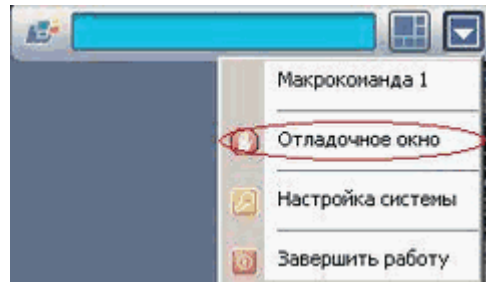 Макрокоманда 1
Отладочное окно
Настройка системы
Завершить работу